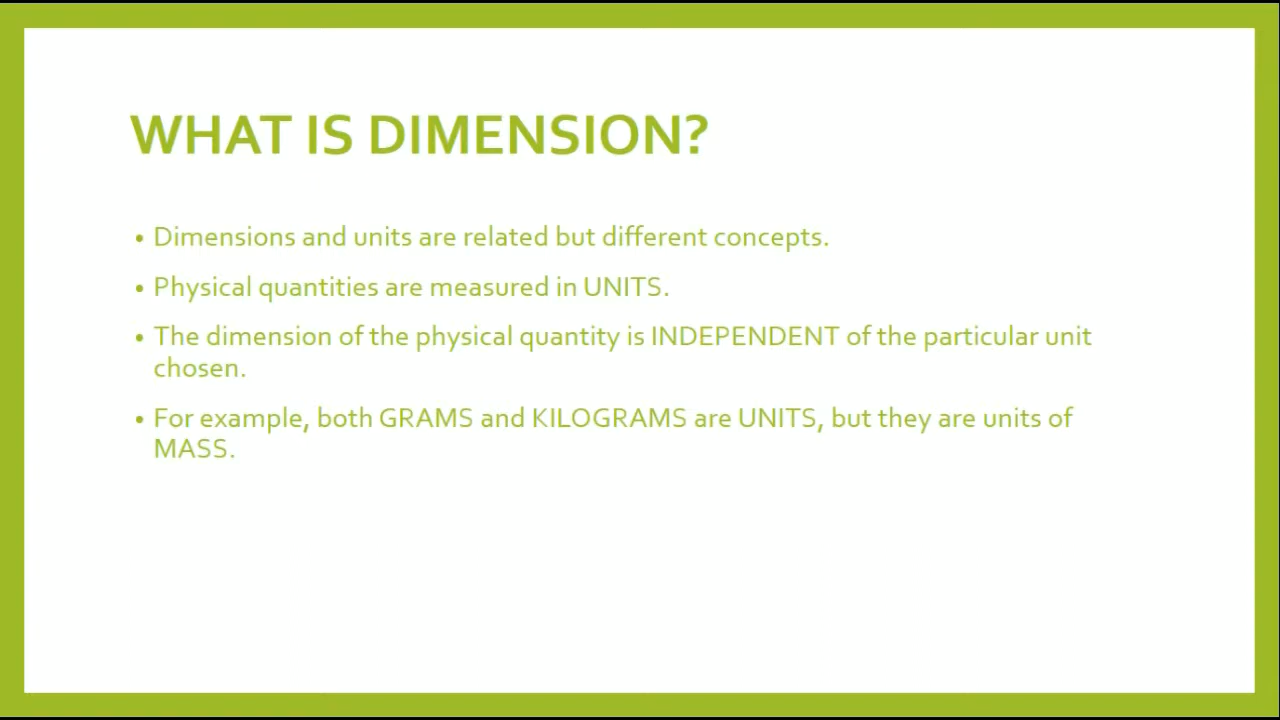 WHAT IS DIMENSION?
• Dimensions and units are related but different concepts.
• Physical quantities are measured in UNITS.
• The dimension of the physical quantity is INDEPENDENT of the particular unit
chosen.
• For example, both GRAMS and KILOGRAMS are UNITS, but they are units of
MASS.